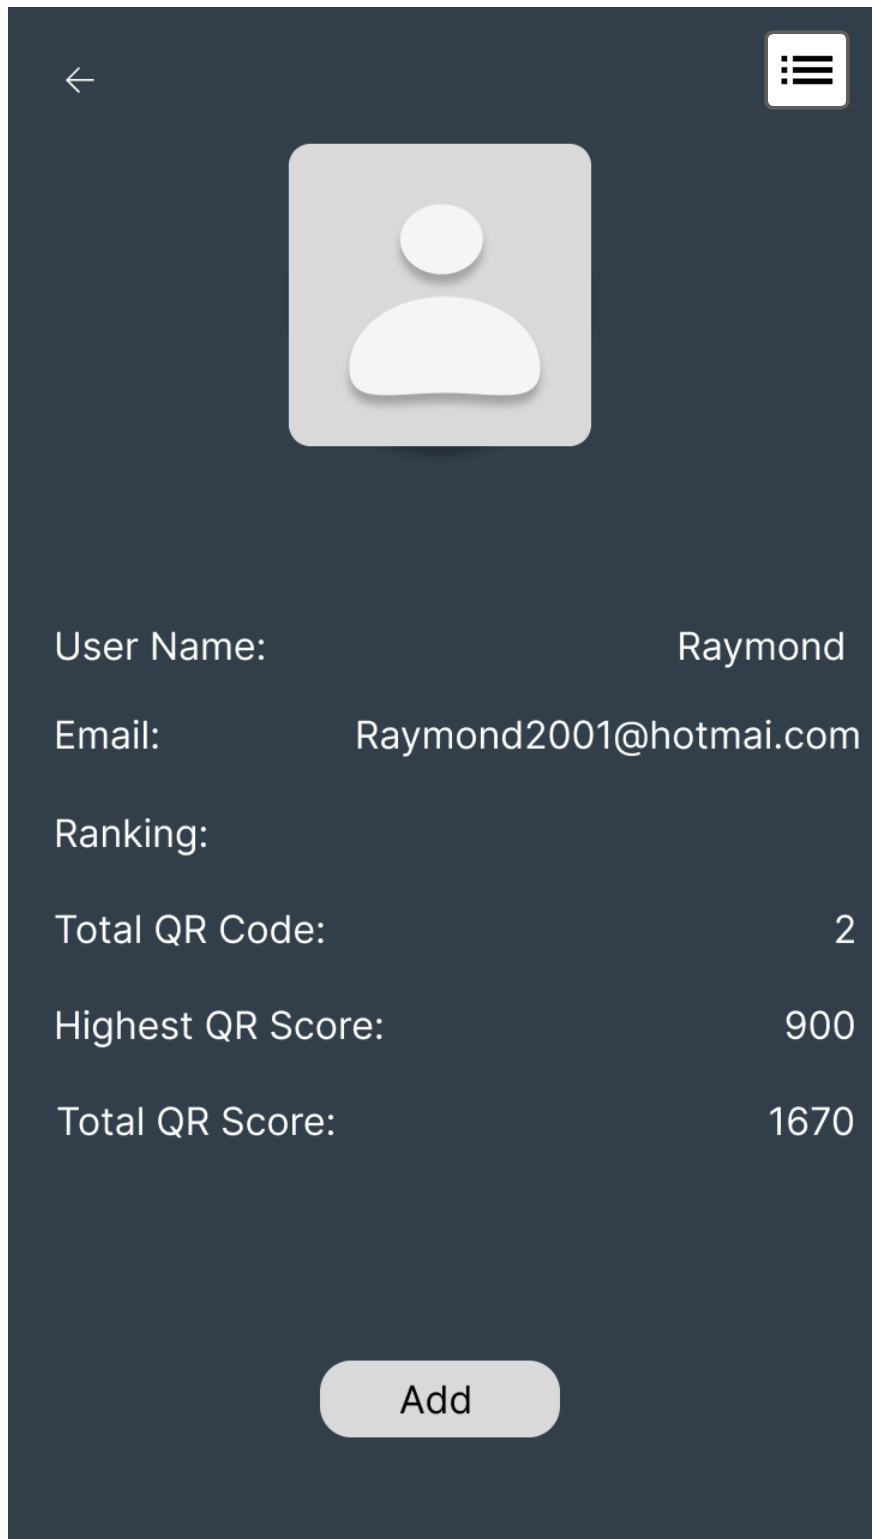 User Name: Raymond
Email: Raymond2001@hotmai.com
Ranking:
Total QR Code: 2
Highest QR Score: 900
Total QR Score: 1670
Add